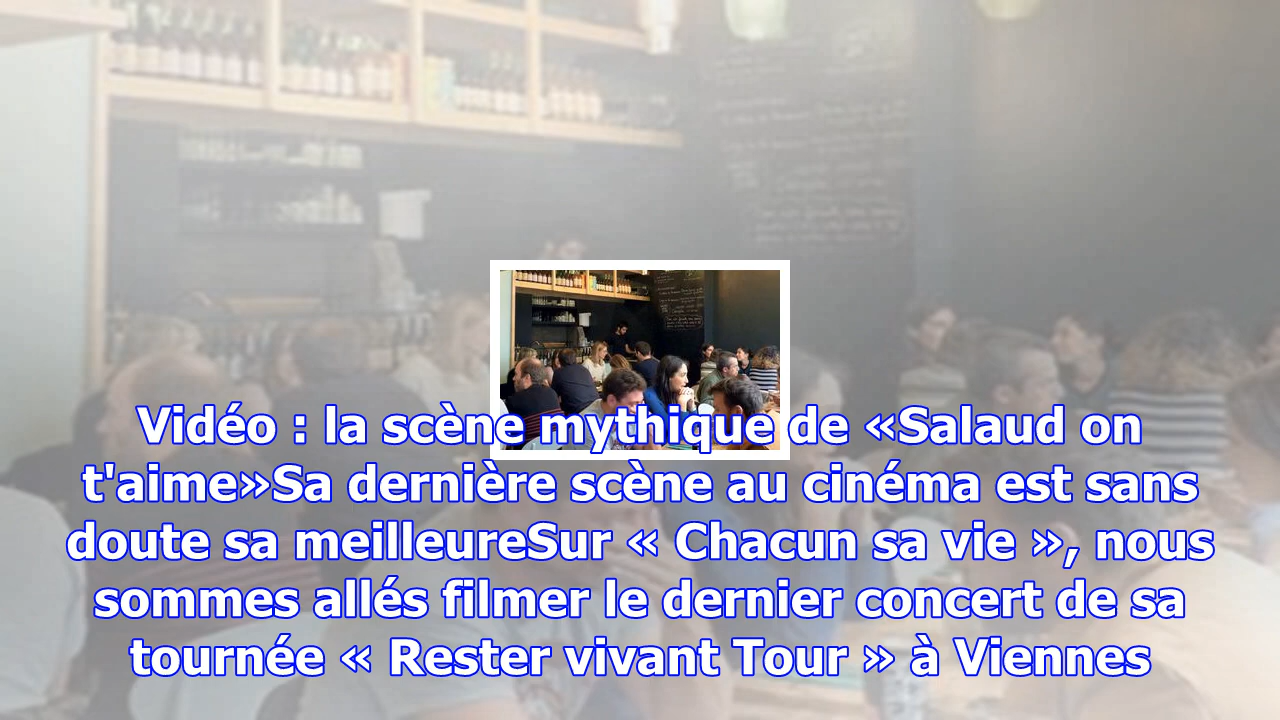 Vidéo : la scène mythique de «Salaud on
t'aime»Sa dernière scène au cinéma est sans
doute sa meilleureSur « Chacun sa vie », nous
sommes allés filmer le dernier concert de sa
tournée « Rester vivant Tour » à Viennes